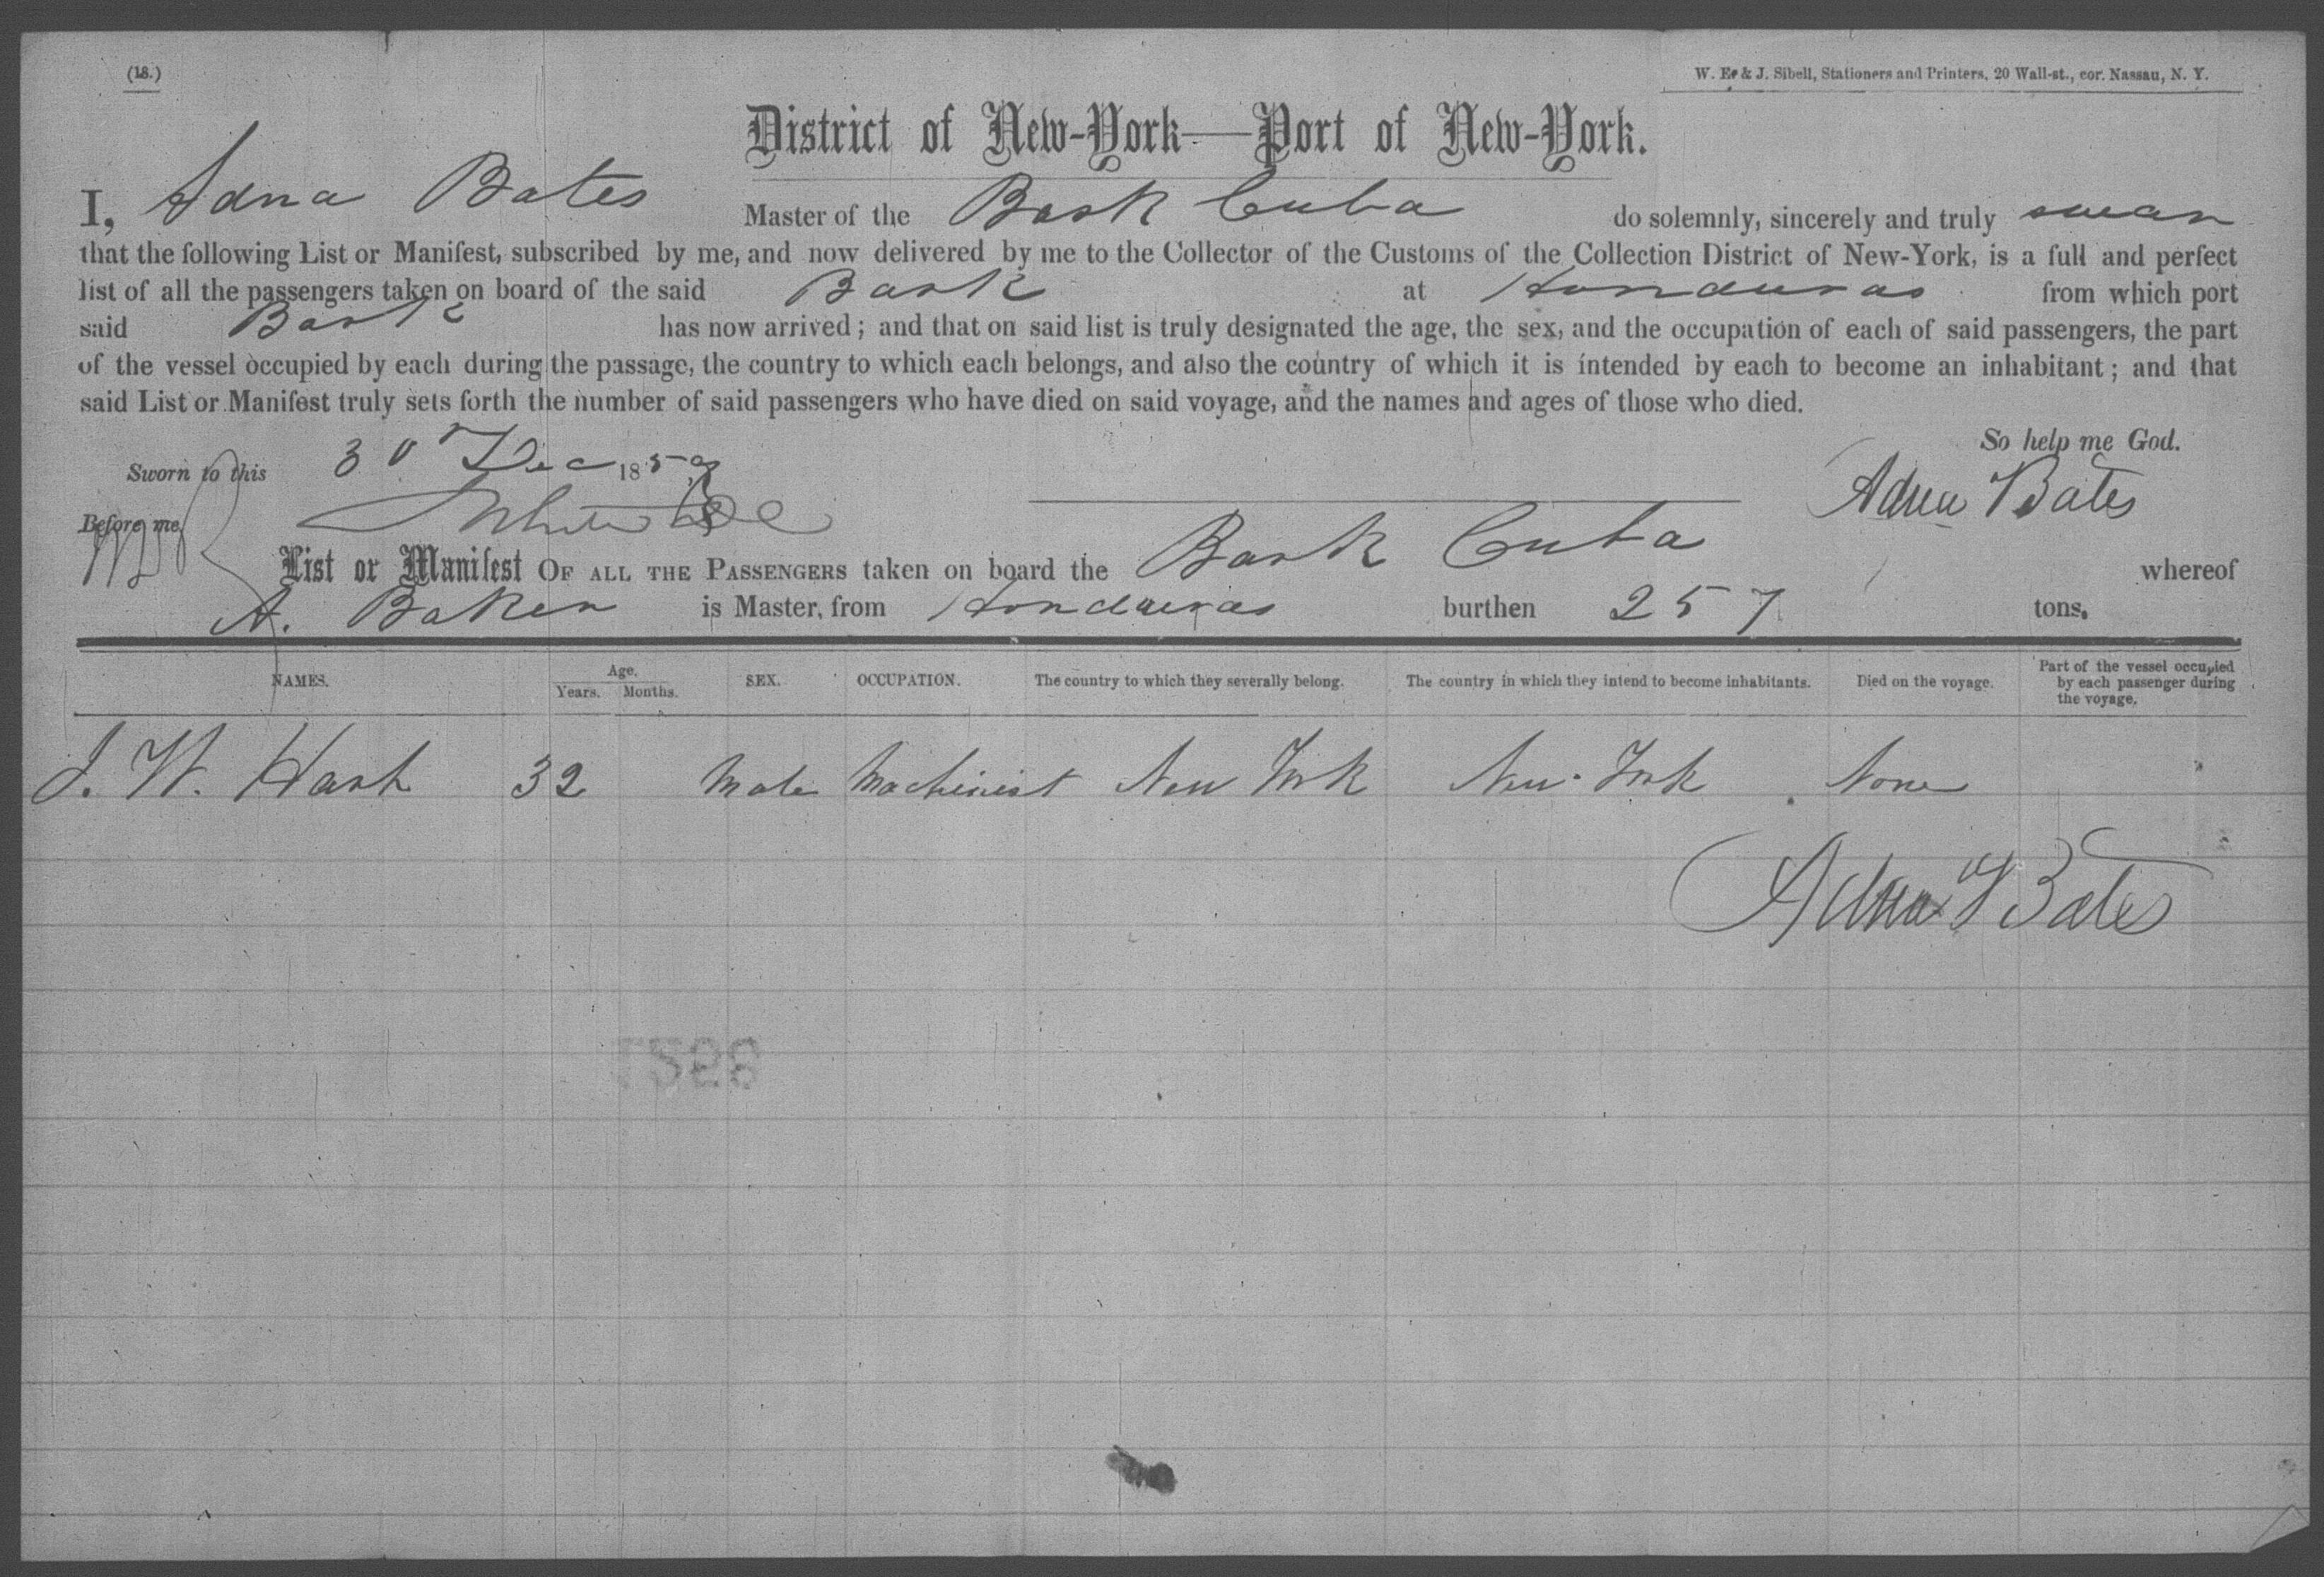 (18.)
W. E. & J. Sibell, Stationers and Printers, 20 Wall-st., cor. Nassau, N. Y.
District of New-York—Port of New-York.
I, Adna Bates Master of the Bark Cuba do solemnly, sincerely and truly swear
that the following List or Manifest, subscribed by me, and now delivered by me to the Collector of the Customs of the Collection District of New-York, is a full and perfect
list of all the passengers taken on board of the said Bark at Honduras from which port
said Bark has now arrived; and that on said list is truly designated the age, the sex, and the occupation of each of said passengers, the part
of the vessel occupied by each during the passage, the country to which each belongs, and also the country of which it is intended by each to become an inhabitant; and that
said List or Manifest truly sets forth the number of said passengers who have died on said voyage, and the names and ages of those who died.
So help me God.
Sworn to this 30 Dec 1859
Adna Bates
Before me,
List or Manifest OF ALL THE PASSENGERS taken on board the Bark Cuba whereof
A. Baker is Master, from Honduras burthen 257 tons.
NAMES. Age. Years. Months. SEX. OCCUPATION. The country to which they severally belong. The country in which they intend to become inhabitants. Died on the voyage. Part of the vessel occupied by each passenger during the voyage.
J. W. Hart 32 Male Machinist New York New York None
Adna Bates